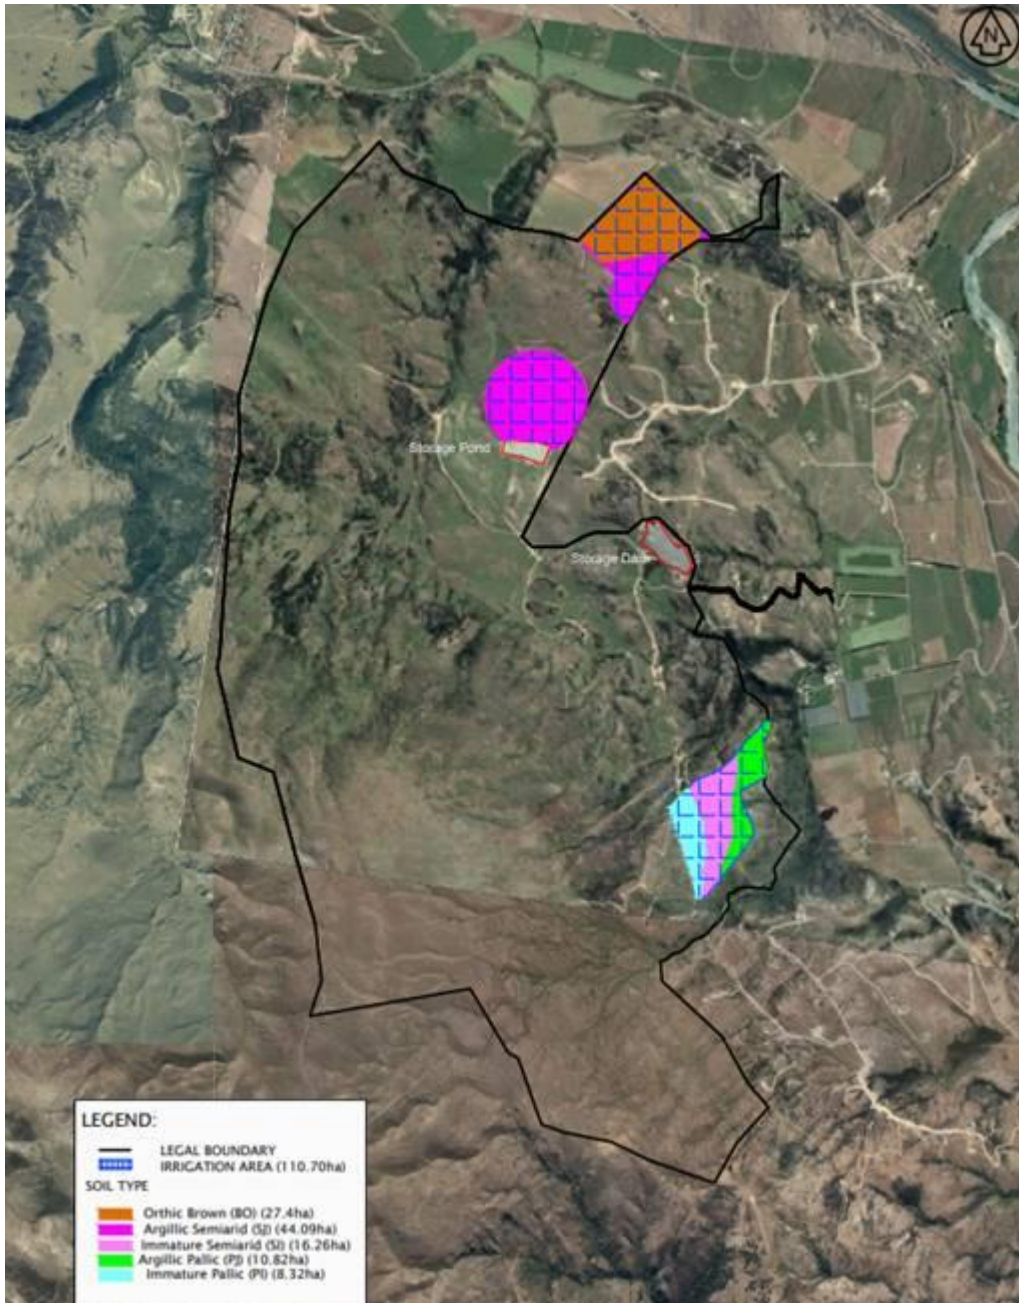 N
Storage Pond
Storage Dam
LEGEND:
LEGAL BOUNDARY
IRRIGATION AREA (110.70ha)
SOIL TYPE
Orthic Brown (BO) (27.4ha)
Argillic Semiarid (SJ) (44.09ha)
Immature Semiarid (SI) (16.26ha)
Argillic Pallic (PJ) (10.82ha)
Immature Pallic (PI) (8.32ha)